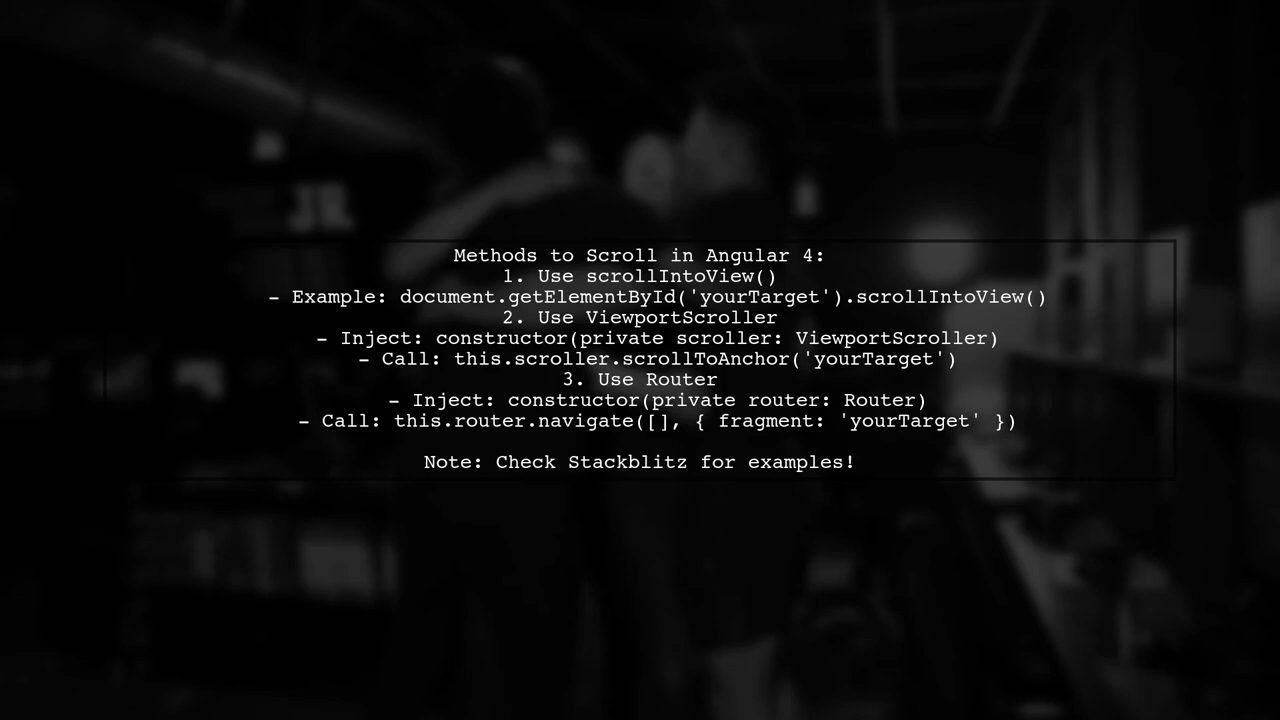 JR
Methods to Scroll in Angular 4:
1. Use scrollIntoView()
- Example: document.getElementById('yourTarget').scrollIntoView()
2. Use ViewportScroller
- Inject: constructor(private scroller: ViewportScroller)
- Call: this.scroller.scrollToAnchor('yourTarget')
3. Use Router
- Inject: constructor(private router: Router)
- Call: this.router.navigate([], { fragment: 'yourTarget' })
Note: Check Stackblitz for examples!